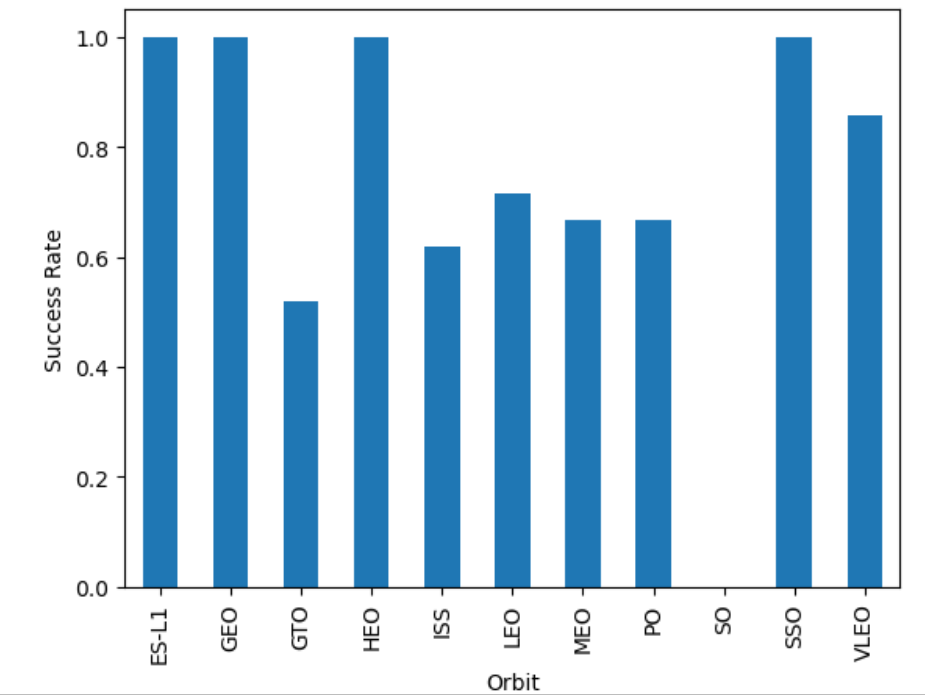 1.0
0.8
0.6
0.4
0.2
0.0
Success Rate
ES-L1
GEO
GTO
HEO
ISS
LEO
MEO
PO
SO
SSO
VLEO
Orbit